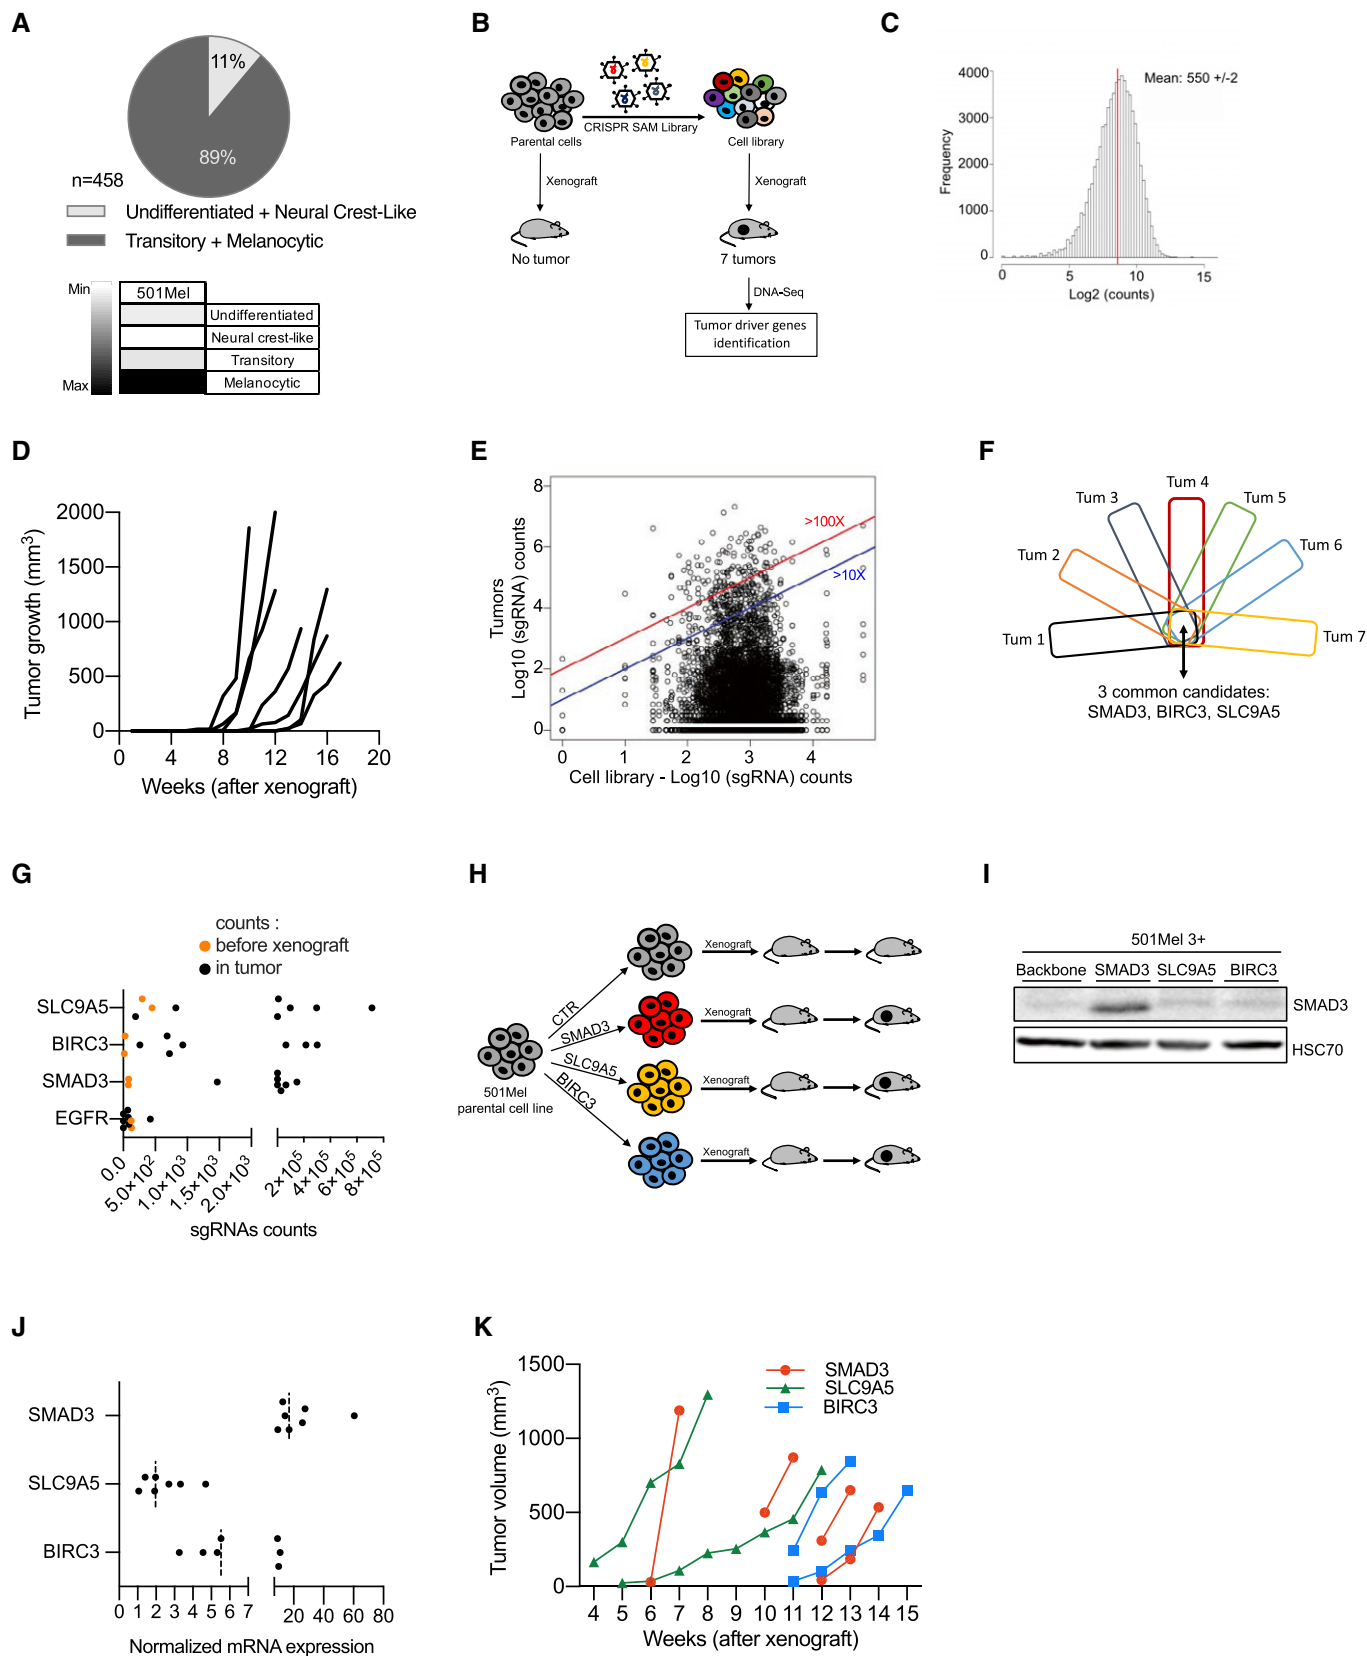 A
11%
89%
n=458
Undifferentiated + Neural Crest-Like
Transitory + Melanocytic
Min
Max
501Mel
Undifferentiated
Neural crest-like
Transitory
Melanocytic
B
Parental cells
CRISPR SAM Library
Cell library
Xenograft
Xenograft
No tumor
7 tumors
DNA-Seq
Tumor driver genes
identification
C
Mean: 550 +/-2
Frequency
4000
3000
2000
1000
0
0 5 10 15
Log2 (counts)
D
Tumor growth (mm³)
2000
1500
1000
500
0
0 4 8 12 16 20
Weeks (after xenograft)
E
Tumors
Log10 (sgRNA) counts
8
6
4
2
0
>100X
>10X
0 1 2 3 4
Cell library - Log10 (sgRNA) counts
F
Tum 1
Tum 2
Tum 3
Tum 4
Tum 5
Tum 6
Tum 7
3 common candidates:
SMAD3, BIRC3, SLC9A5
G
counts :
before xenograft
in tumor
SLC9A5
BIRC3
SMAD3
EGFR
0.0 5.0×10² 1.0×10³ 1.5×10³ 2.0×10³ 2×10⁵ 4×10⁵ 6×10⁵ 8×10⁵
sgRNAs counts
H
501Mel
parental cell line
CTR
SMAD3
SLC9A5
BIRC3
Xenograft
Xenograft
Xenograft
Xenograft
I
501Mel 3+
Backbone SMAD3 SLC9A5 BIRC3
SMAD3
HSC70
J
SMAD3
SLC9A5
BIRC3
0 1 2 3 4 5 6 7 20 40 60 80
Normalized mRNA expression
K
Tumor volume (mm³)
1500
1000
500
0
SMAD3
SLC9A5
BIRC3
4 5 6 7 8 9 10 11 12 13 14 15
Weeks (after xenograft)